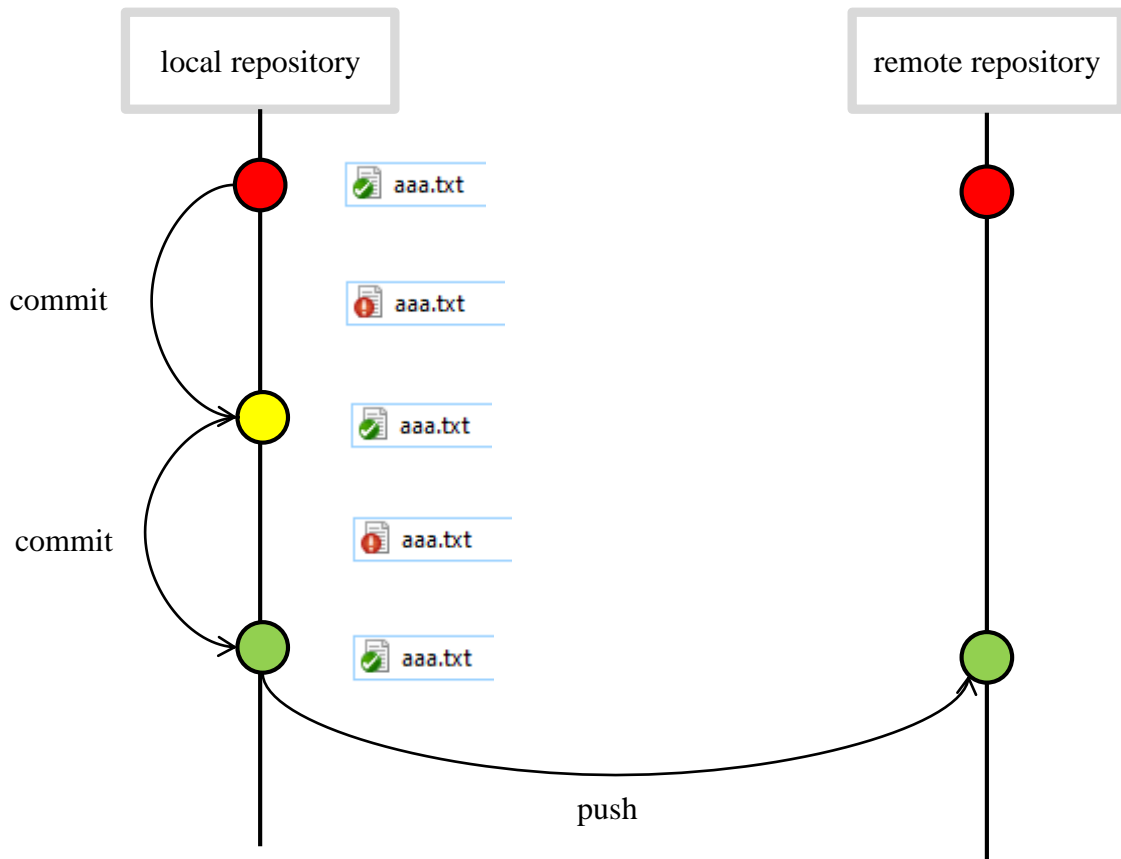 local repository
remote repository
aaa.txt
commit
aaa.txt
aaa.txt
commit
aaa.txt
aaa.txt
push